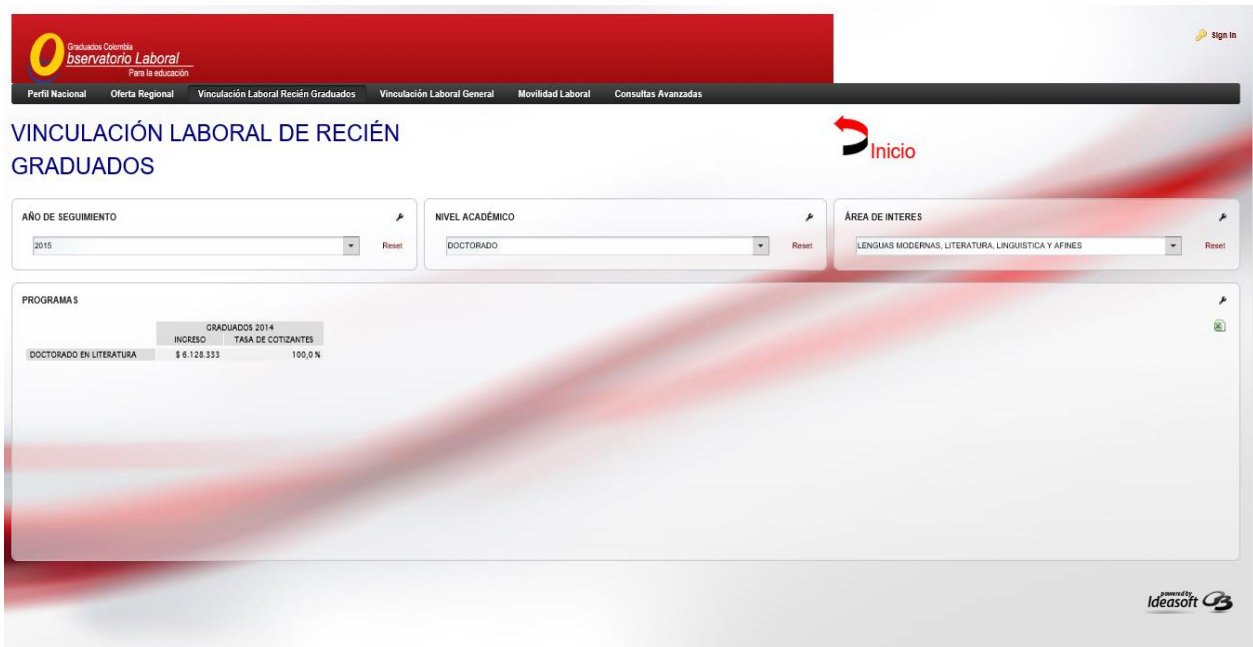 Graduados Colombia
Observatorio Laboral
Para la educación
Sign In
Perfil Nacional Oferta Regional Vinculación Laboral Recién Graduados Vinculación Laboral General Movilidad Laboral Consultas Avanzadas
VINCULACIÓN LABORAL DE RECIÉN
GRADUADOS
Inicio
AÑO DE SEGUIMIENTO
2015 Reset
NIVEL ACADÉMICO
DOCTORADO Reset
ÁREA DE INTERES
LENGUAS MODERNAS, LITERATURA, LINGUISTICA Y AFINES Reset
PROGRAMAS
GRADUADOS 2014
INGRESO TASA DE COTIZANTES
DOCTORADO EN LITERATURA $ 6.128.333 100,0 %
powered by
Ideasoft O3